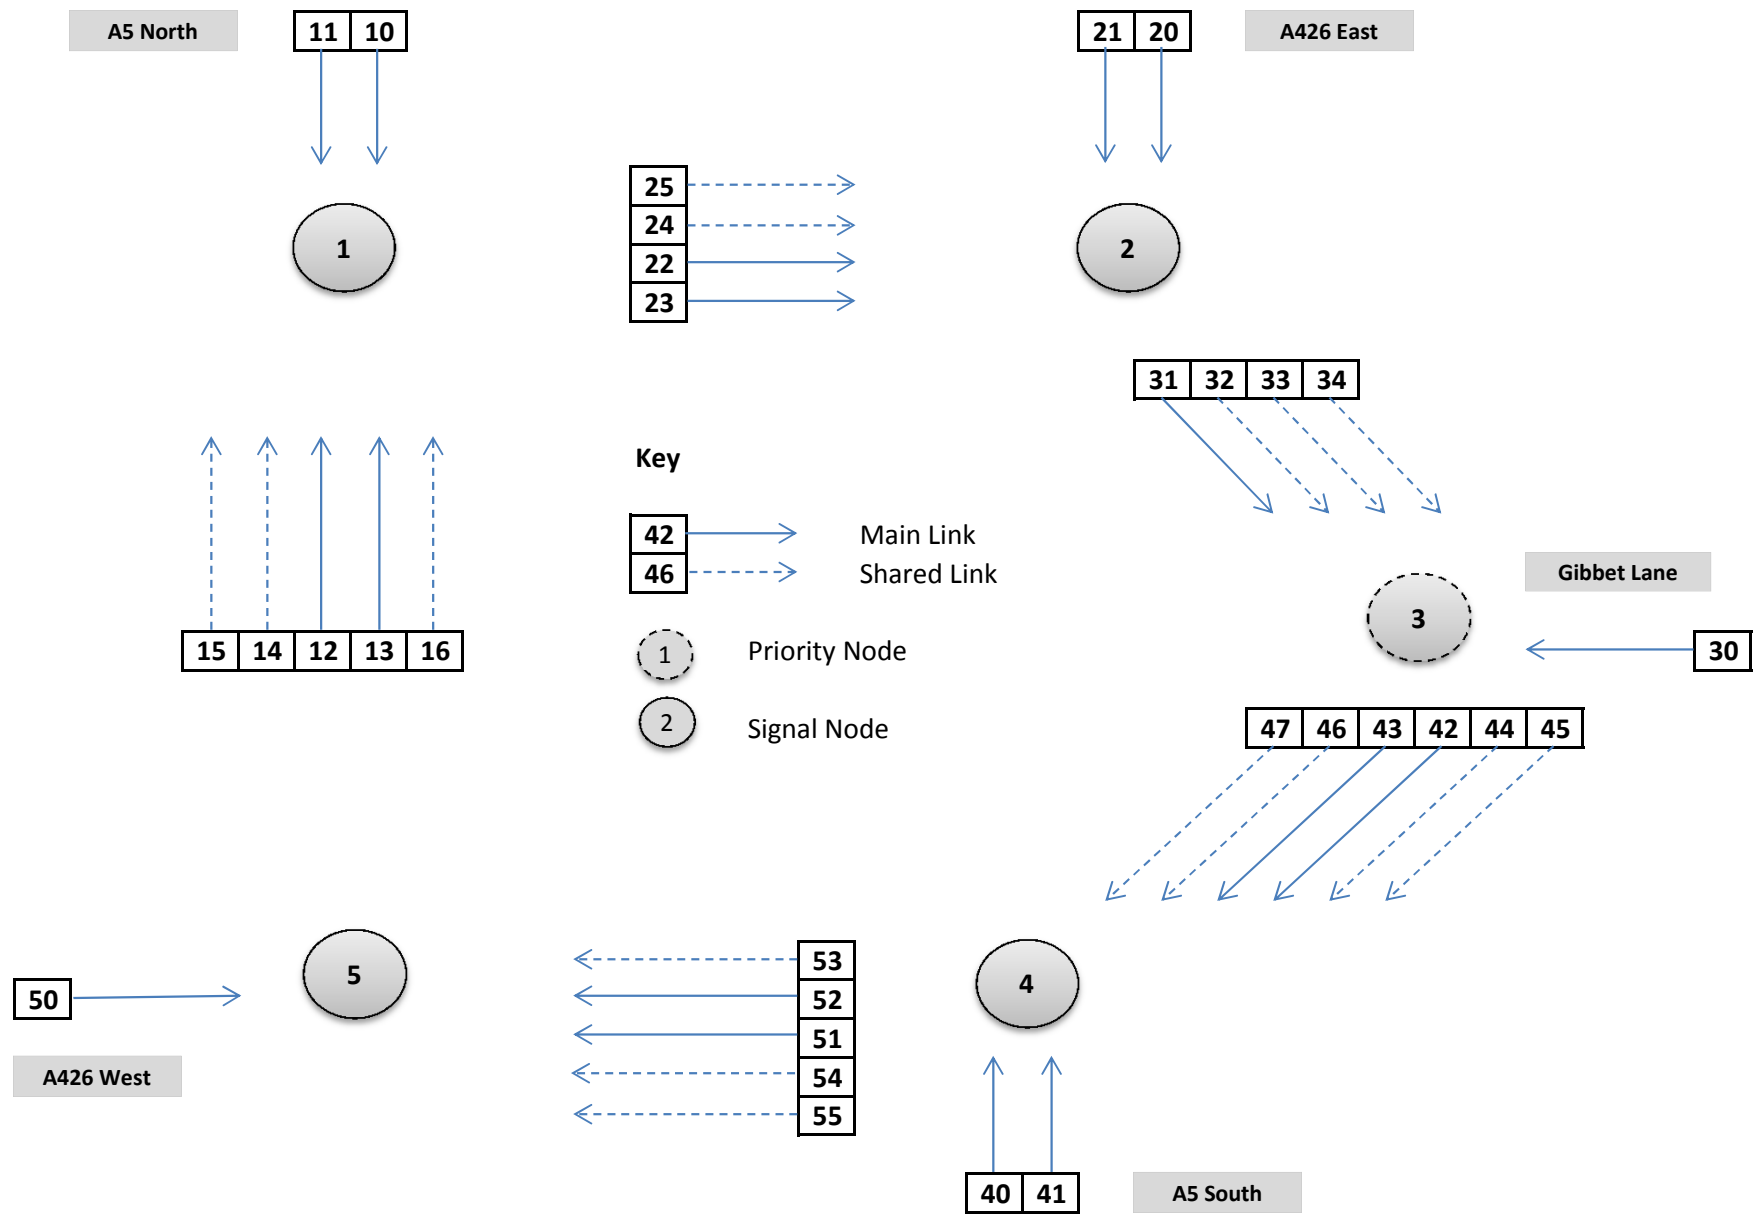 A5 North
11 10
21 20
A426 East
25
24
22
23
1
2
31 32 33 34
Key
42
Main Link
46
Shared Link
Gibbet Lane
3
1
Priority Node
15 14 12 13 16
30
2
Signal Node
47 46 43 42 44 45
53
52
51
54
55
5
4
50
A426 West
40 41
A5 South